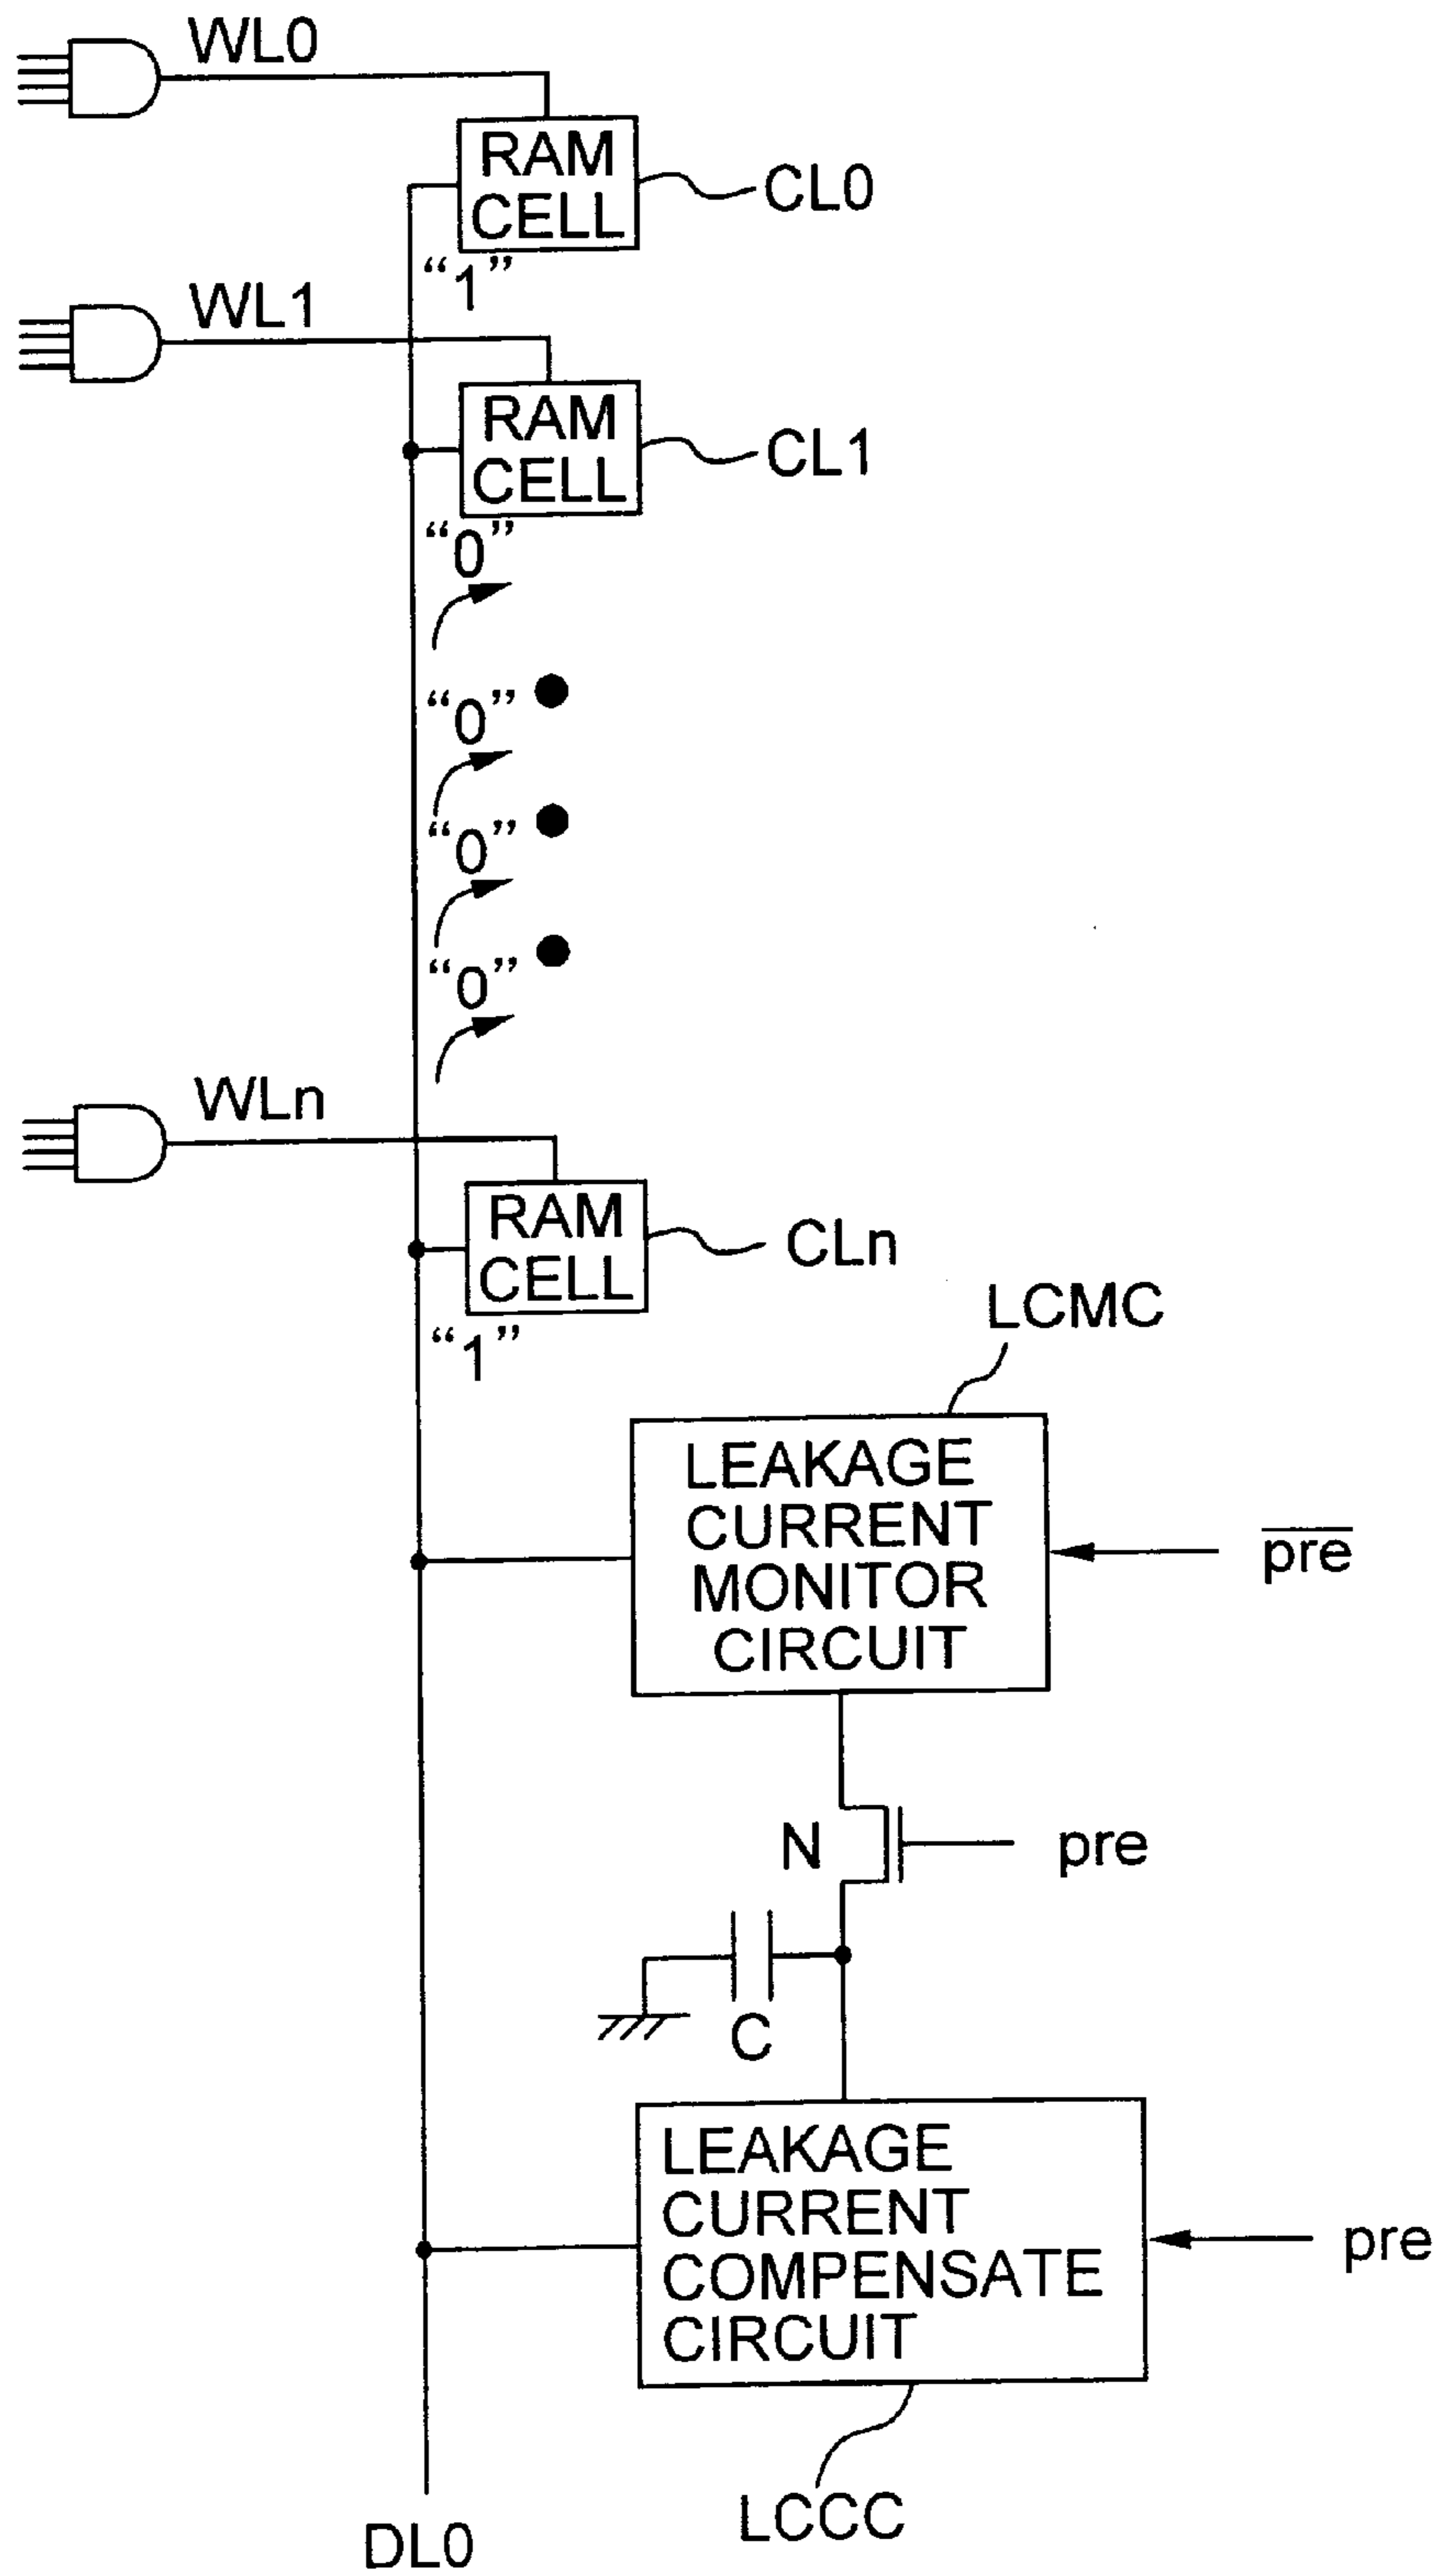 WL0
RAM
CELL
CL0
“1”
WL1
RAM
CELL
CL1
“0”
“0”
“0”
“0”
WLn
RAM
CELL
CLn
“1”
LCMC
LEAKAGE
CURRENT
MONITOR
CIRCUIT
p̅r̅e̅
N
pre
C
LEAKAGE
CURRENT
COMPENSATE
CIRCUIT
pre
LCCC
DL0